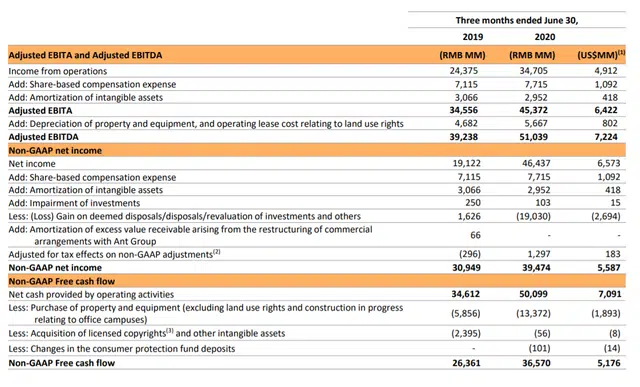 Three months ended June 30,
2019 2020
Adjusted EBITA and Adjusted EBITDA (RMB MM) (RMB MM) (US$MM)(1)
Income from operations 24,375 34,705 4,912
Add: Share-based compensation expense 7,115 7,715 1,092
Add: Amortization of intangible assets 3,066 2,952 418
Adjusted EBITA 34,556 45,372 6,422
Add: Depreciation of property and equipment, and operating lease cost relating to land use rights 4,682 5,667 802
Adjusted EBITDA 39,238 51,039 7,224
Non-GAAP net income
Net income 19,122 46,437 6,573
Add: Share-based compensation expense 7,115 7,715 1,092
Add: Amortization of intangible assets 3,066 2,952 418
Add: Impairment of investments 250 103 15
Less: (Loss) Gain on deemed disposals/disposals/revaluation of investments and others 1,626 (19,030) (2,694)
Add: Amortization of excess value receivable arising from the restructuring of commercial
arrangements with Ant Group 66 - -
Adjusted for tax effects on non-GAAP adjustments(2) (296) 1,297 183
Non-GAAP net income 30,949 39,474 5,587
Non-GAAP Free cash flow
Net cash provided by operating activities 34,612 50,099 7,091
Less: Purchase of property and equipment (excluding land use rights and construction in progress
relating to office campuses) (5,856) (13,372) (1,893)
Less: Acquisition of licensed copyrights(3) and other intangible assets (2,395) (56) (8)
Less: Changes in the consumer protection fund deposits - (101) (14)
Non-GAAP Free cash flow 26,361 36,570 5,176